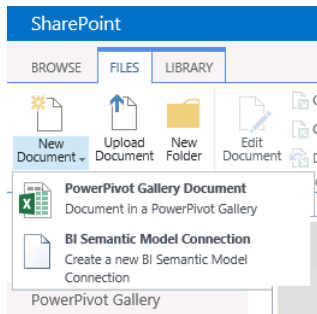 SharePoint
BROWSE FILES LIBRARY
New Document
Upload Document
New Folder
Edit Document
PowerPivot Gallery Document
Document in a PowerPivot Gallery
BI Semantic Model Connection
Create a new BI Semantic Model
Connection
PowerPivot Gallery